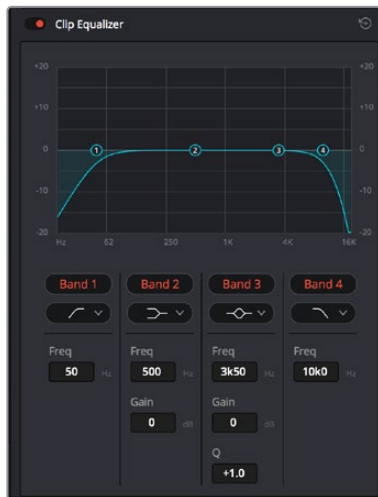 Clip Equalizer
+20 +20
+10 +10
1 2 3 4
0 0
-10 -10
-20 -20
Hz 62 250 1K 4K 16K
Band 1 Band 2 Band 3 Band 4
Freq Freq Freq Freq
50 Hz 500 Hz 3k50 Hz 10k0 Hz
Gain Gain
0 dB 0 dB
Q
+1.0